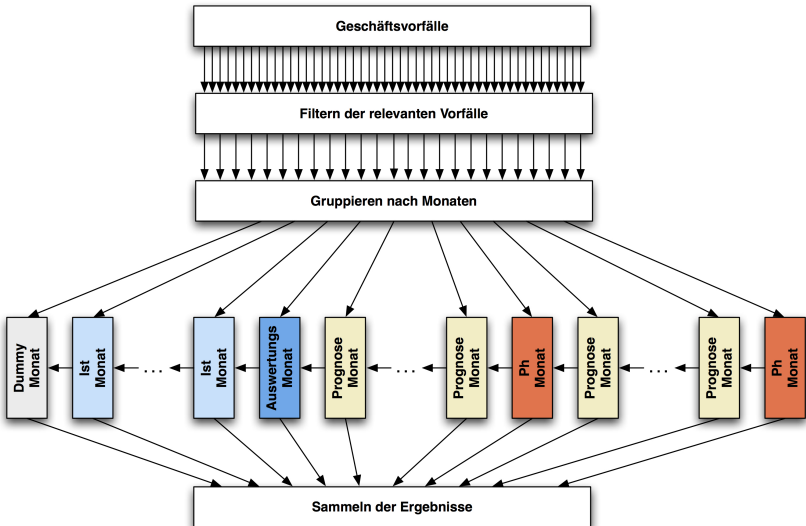 Geschäftsvorfälle
Filtern der relevanten Vorfälle
Gruppieren nach Monaten
Dummy
Monat
Ist
Monat
...
Ist
Monat
Auswertungs
Monat
Prognose
Monat
...
Prognose
Monat
Ph
Monat
Prognose
Monat
...
Prognose
Monat
Ph
Monat
Sammeln der Ergebnisse